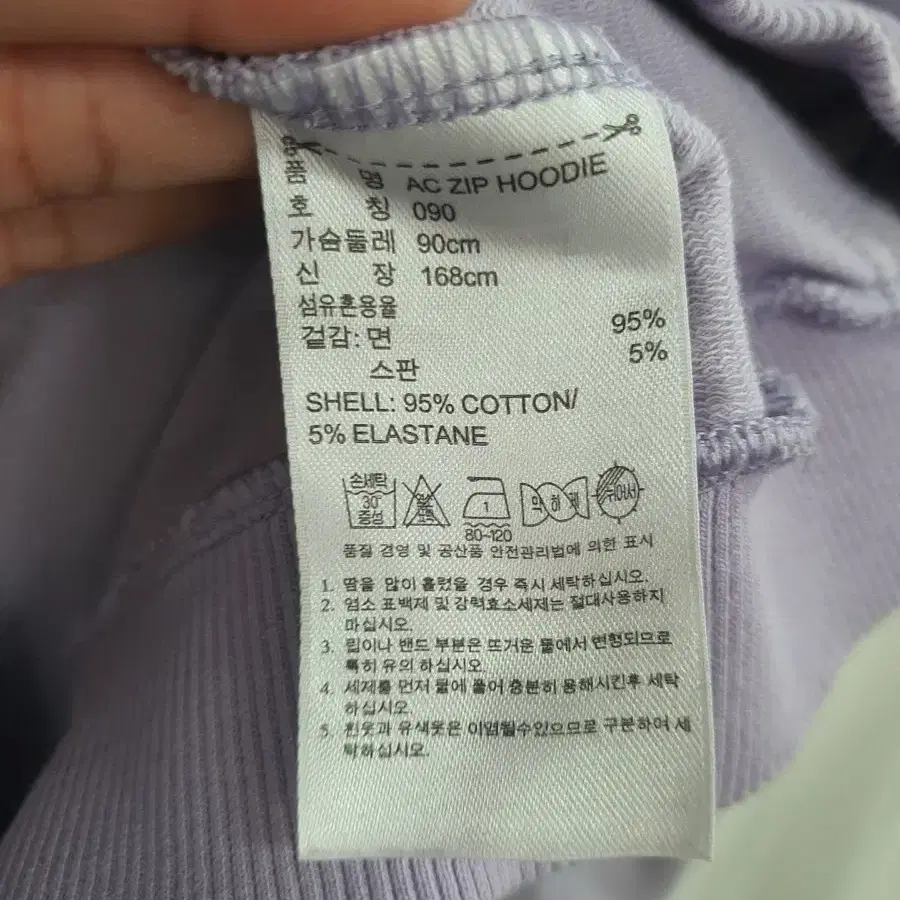 품 명 AC ZIP HOODIE
호 칭 090
가슴둘레 90cm
신 장 168cm
섬유혼용율
겉감: 면 95%
스판 5%
SHELL: 95% COTTON/
5% ELASTANE
손세탁 30° 중성 염소 표백 1 80~120 약하게 뉘어서
품질 경영 및 공산품 안전관리법에 의한 표시
1. 땀을 많이 흘렸을 경우 즉시 세탁하십시오.
2. 염소 표백제 및 강력효소세제는 절대사용하지
마십시오.
3. 립이나 밴드 부분은 뜨거운 물에서 변형되므로
특히 유의 하십시오.
4. 세제를 먼저 물에 풀어 충분히 용해시킨후 세탁
하십시오.
5. 흰옷과 유색옷은 이염될수있으므로 구분하여 세
탁하십시오.